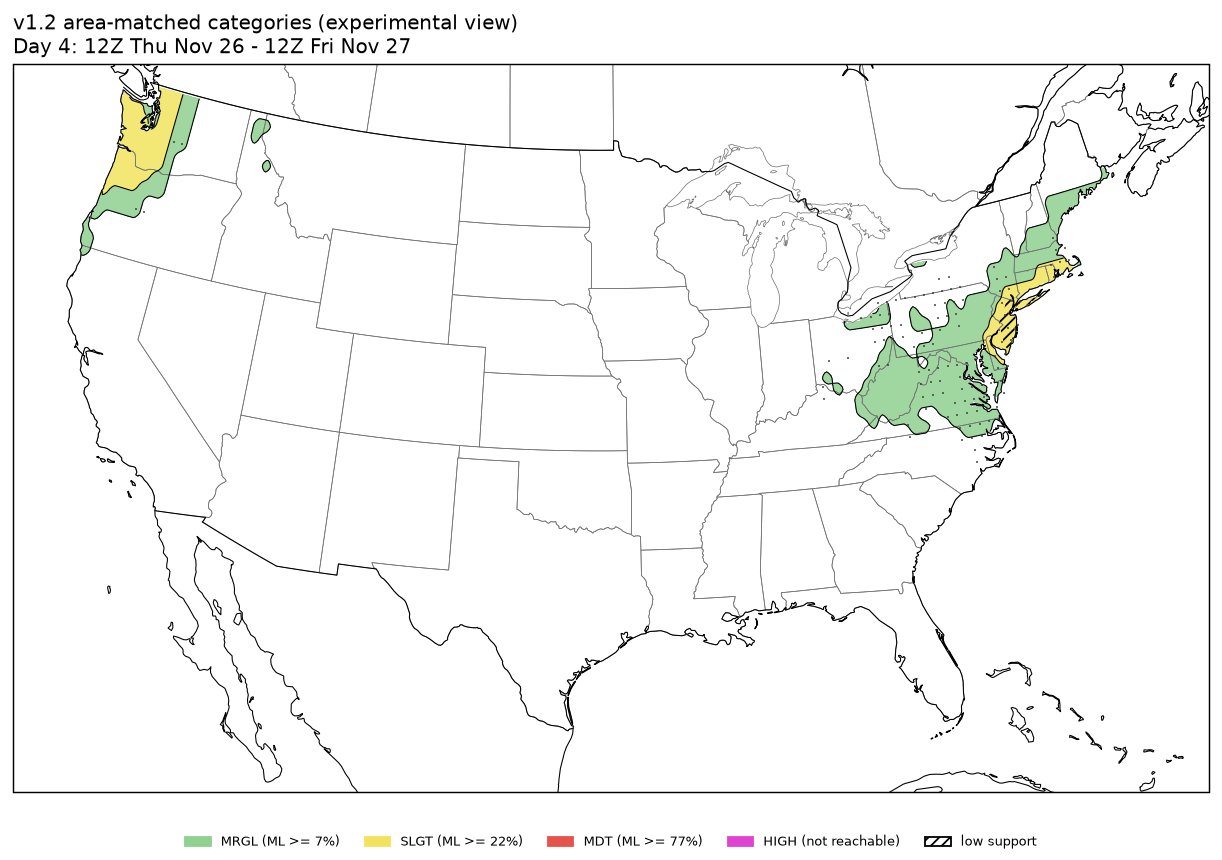 v1.2 area-matched categories (experimental view)
Day 4: 12Z Thu Nov 26 - 12Z Fri Nov 27
MRGL (ML >= 7%)
SLGT (ML >= 22%)
MDT (ML >= 77%)
HIGH (not reachable)
low support